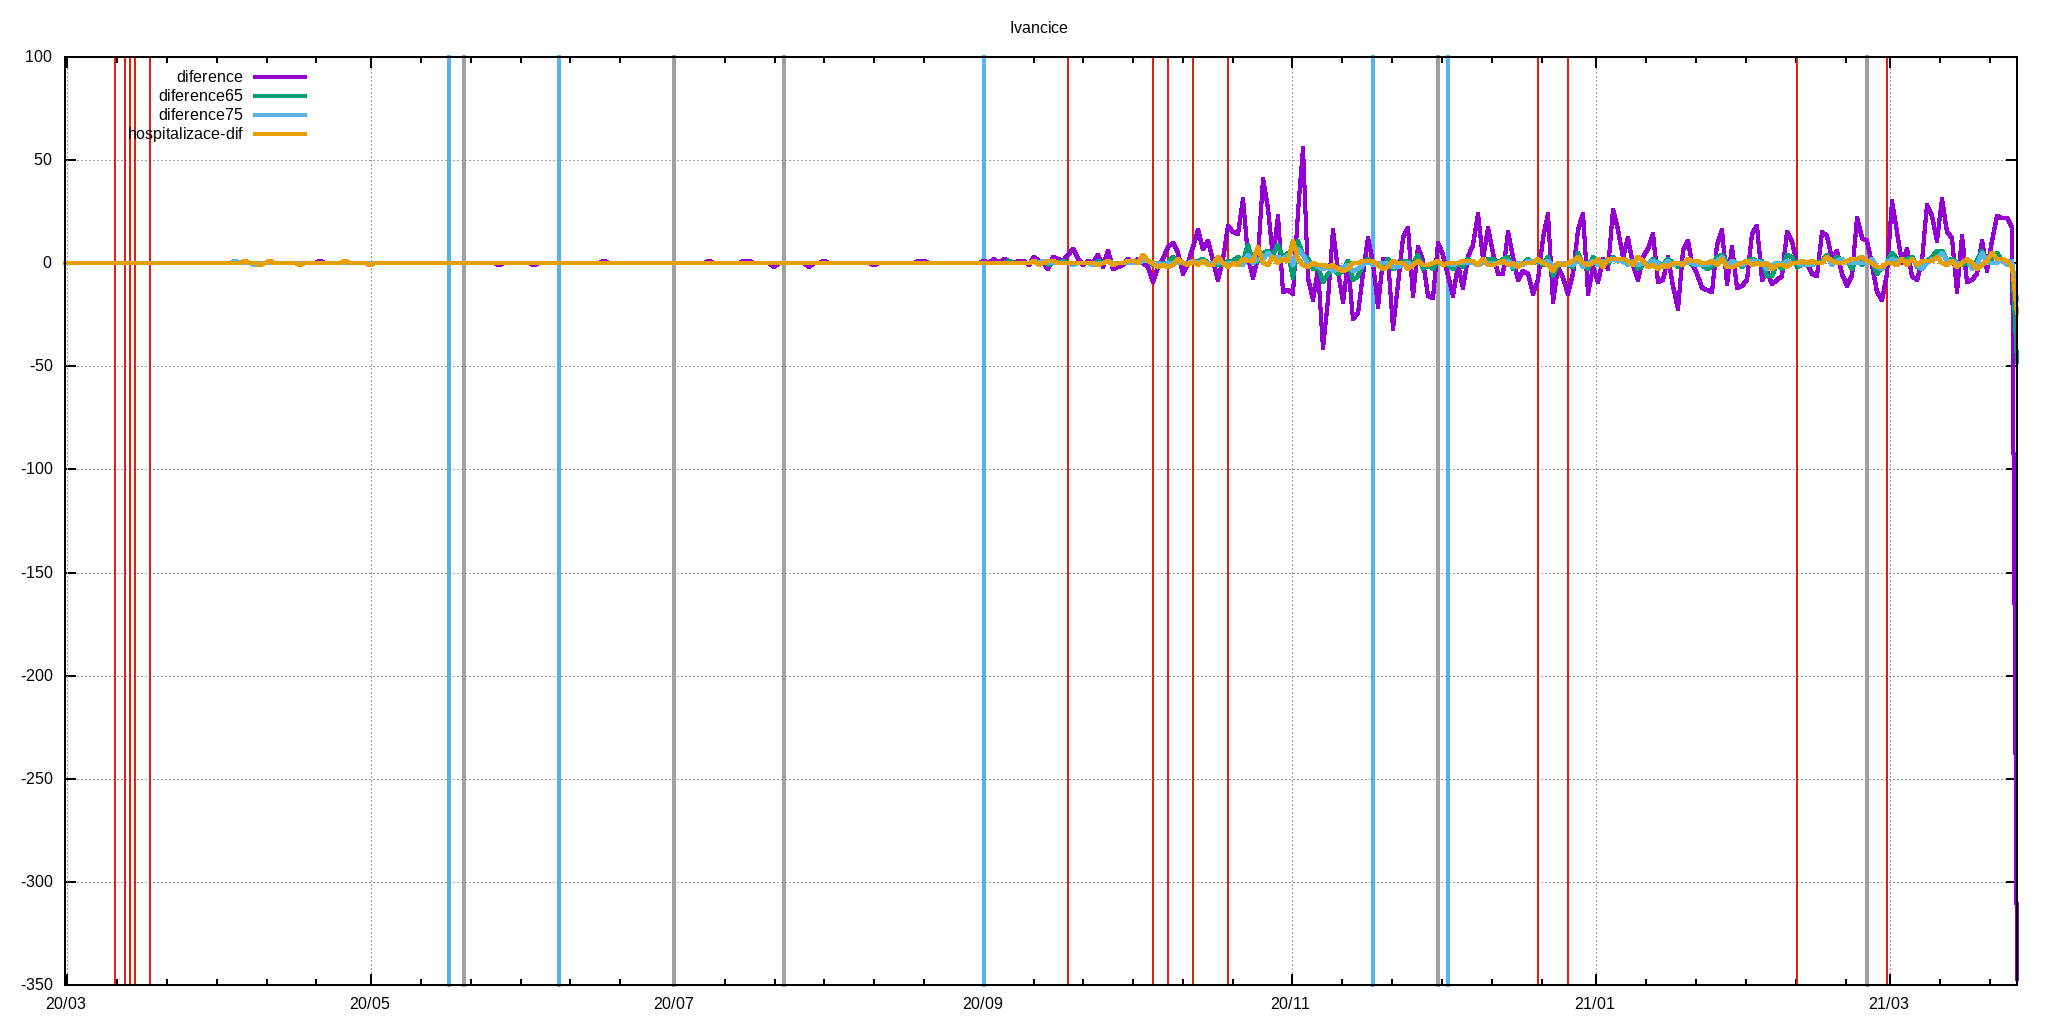 Ivancice
100
diference
diference65
diference75
hospitalizace-dif
50
0
-50
-100
-150
-200
-250
-300
-350
20/03 20/05 20/07 20/09 20/11 21/01 21/03